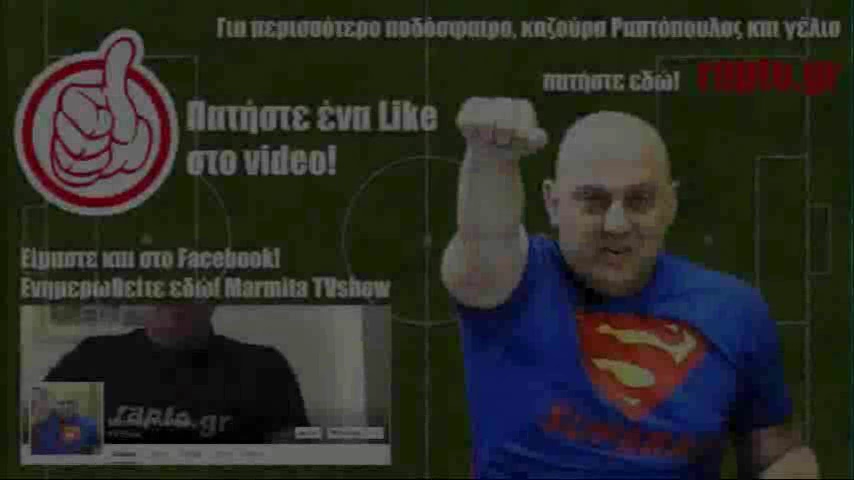 Για περισσότερο ποδόσφαιρο, καζούρα Ραπτόπουλος και γέλιο
πατήστε εδώ! rapto.gr
Πατήστε ένα Like
στο video!
Είμαστε και στο Facebook!
Ενημερωθείτε εδώ! Marmita TVshow
rapto.gr